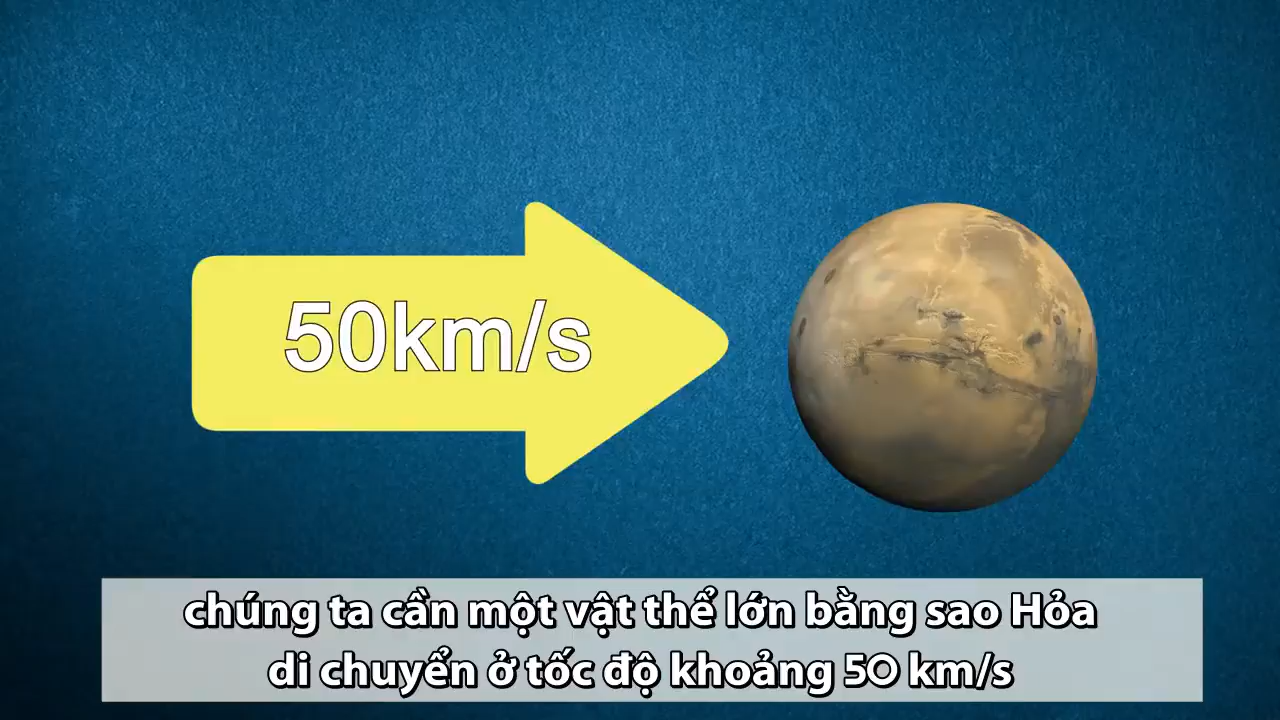 50km/s
chúng ta cần một vật thể lớn bằng sao Hỏa
di chuyển ở tốc độ khoảng 50 km/s